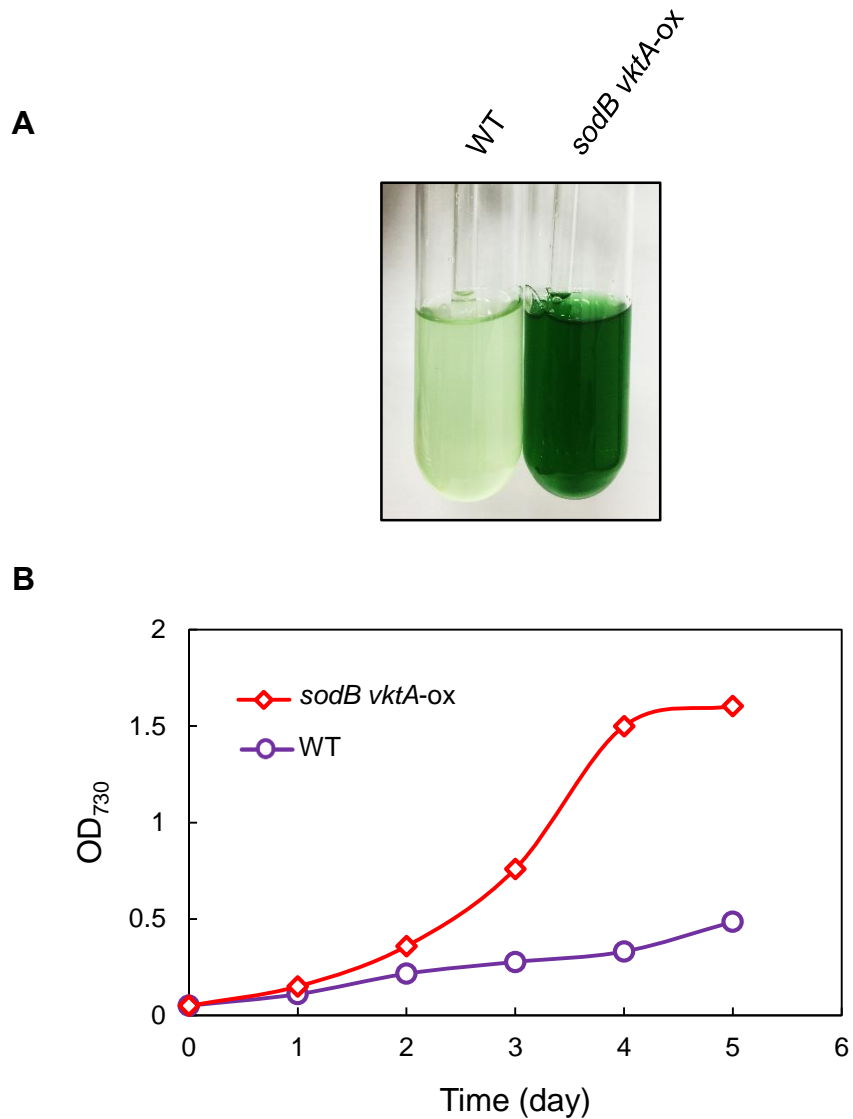 A
WT
sodB vktA-ox
B
2
1.5
1
0.5
0
OD₇₃₀
sodB vktA-ox
WT
0 1 2 3 4 5 6
Time (day)